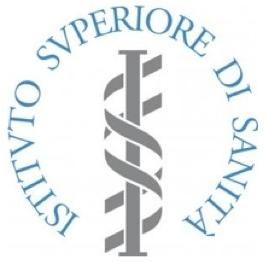 ISTITVTO SVPERIORE DI SANITÀ